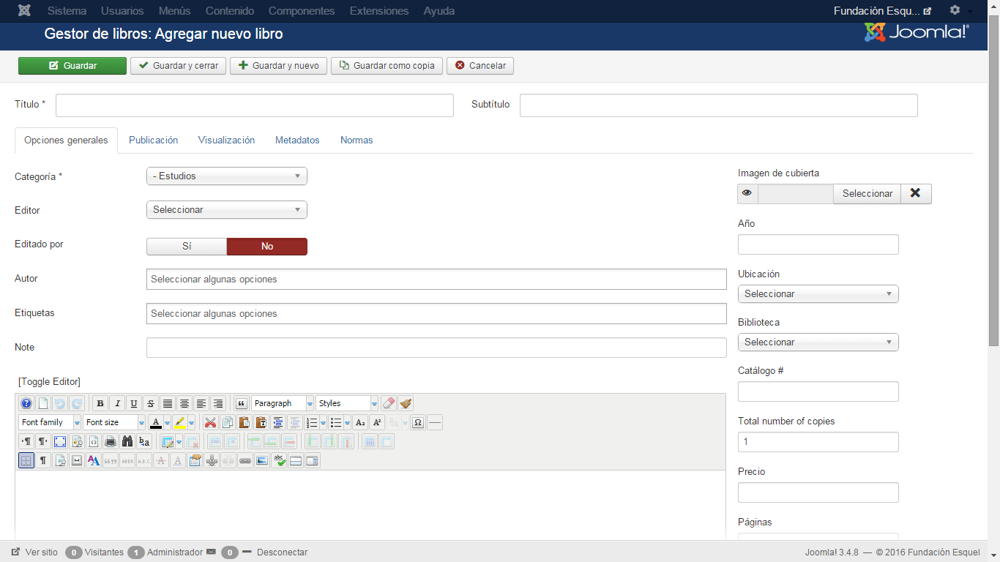 Sistema Usuarios Menús Contenido Componentes Extensiones Ayuda Fundación Esqu...
Gestor de libros: Agregar nuevo libro Joomla!®
Guardar Guardar y cerrar Guardar y nuevo Guardar como copia Cancelar
Título * Subtítulo
Opciones generales Publicación Visualización Metadatos Normas
Categoría * - Estudios
Editor Seleccionar
Editado por Sí No
Autor Seleccionar algunas opciones
Etiquetas Seleccionar algunas opciones
Note
[Toggle Editor]
B I U S Paragraph Styles
Font family Font size A A2 A2 Ω
ABBR A.B.C. A A abc
Imagen de cubierta
Seleccionar
Año
Ubicación
Seleccionar
Biblioteca
Seleccionar
Catálogo #
Total number of copies
1
Precio
Páginas
Ver sitio 0 Visitantes 1 Administrador 0 Desconectar Joomla! 3.4.8 — © 2016 Fundación Esquel